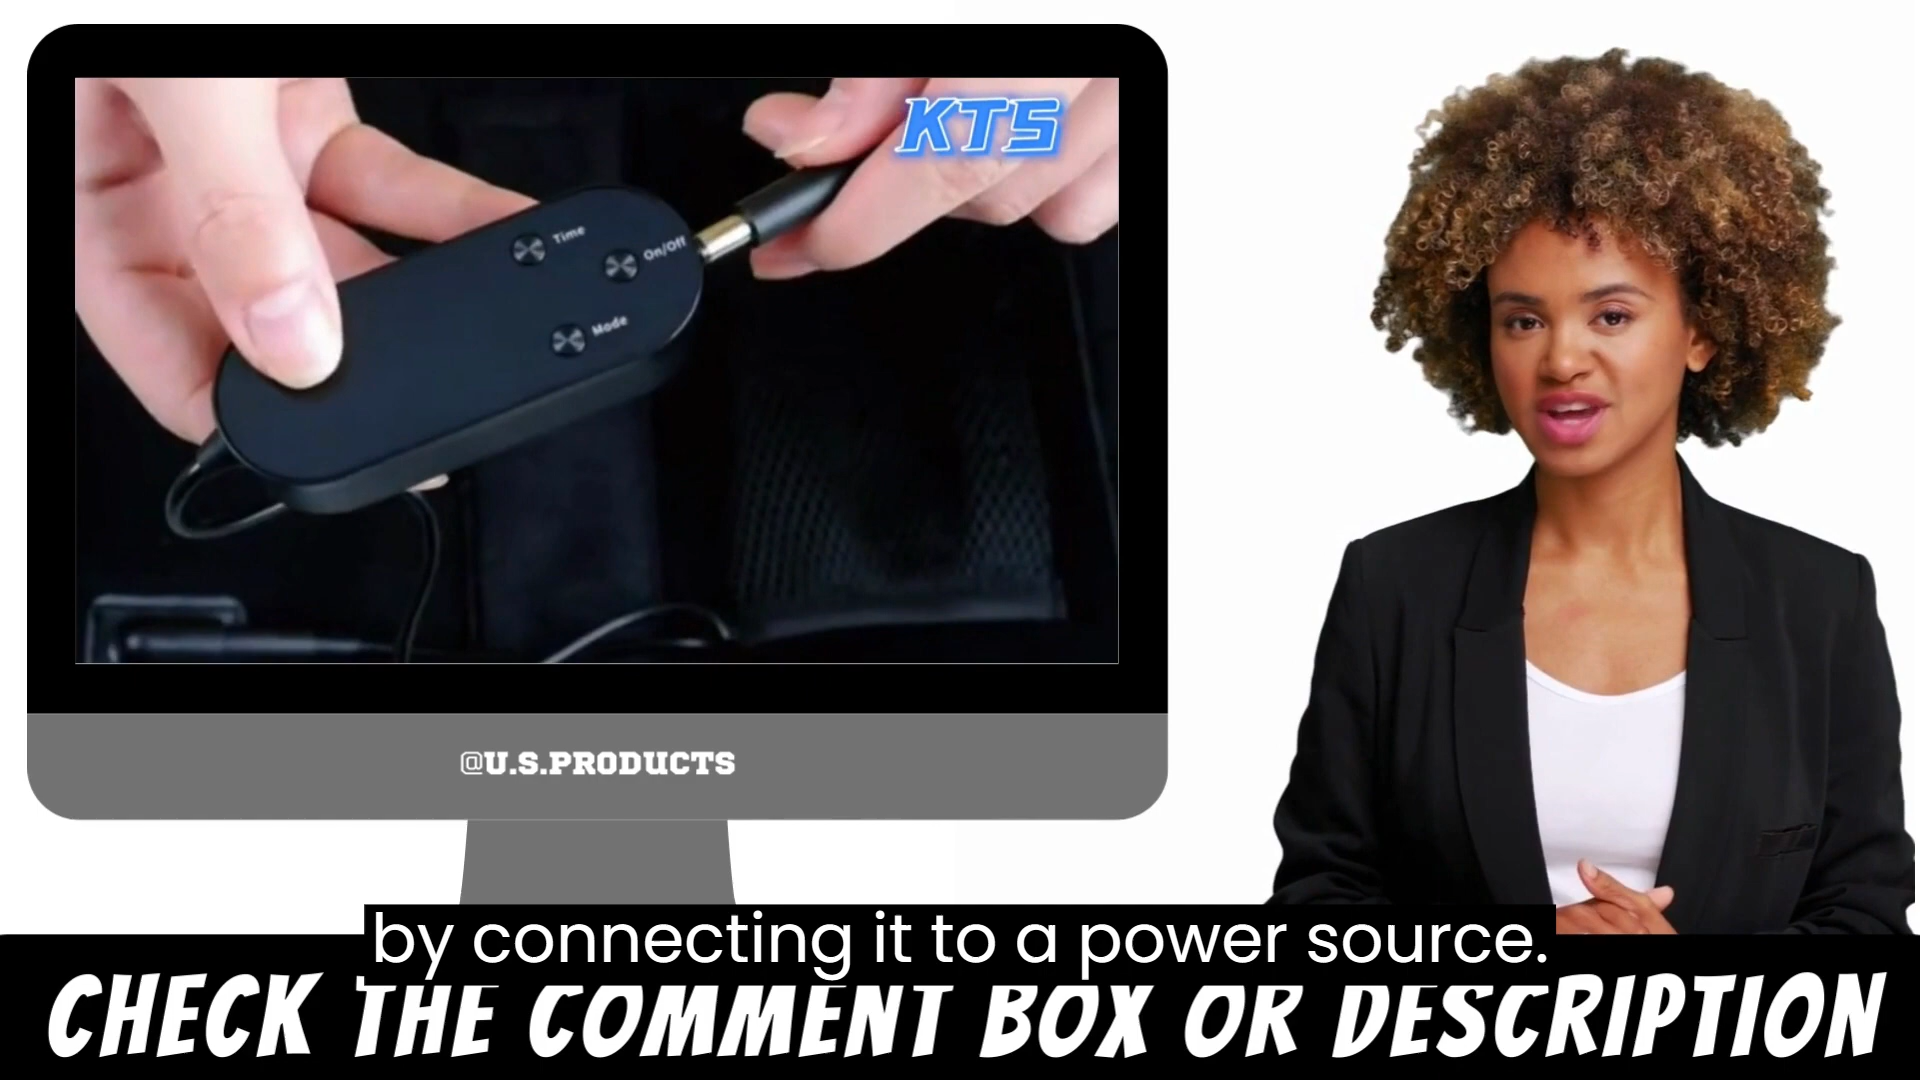 KTS
Time
On/Off
Mode
@U.S.PRODUCTS
by connecting it to a power source.
CHECK THE COMMENT BOX OR DESCRIPTION